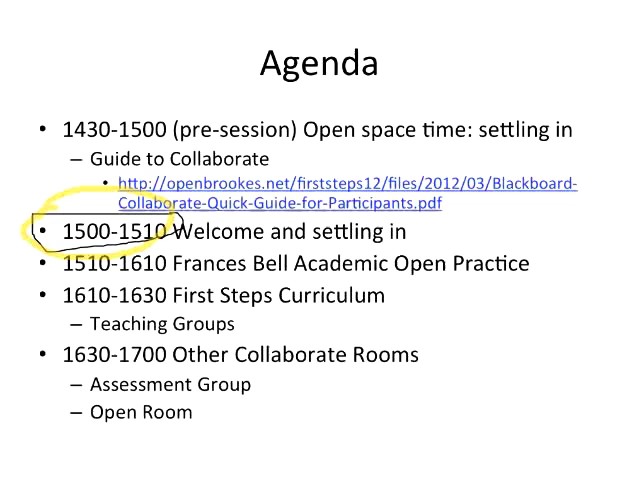 Agenda
• 1430-1500 (pre-session) Open space time: settling in
– Guide to Collaborate
• http://openbrookes.net/firststeps12/files/2012/03/Blackboard-
Collaborate-Quick-Guide-for-Participants.pdf
• 1500-1510 Welcome and settling in
• 1510-1610 Frances Bell Academic Open Practice
• 1610-1630 First Steps Curriculum
– Teaching Groups
• 1630-1700 Other Collaborate Rooms
– Assessment Group
– Open Room